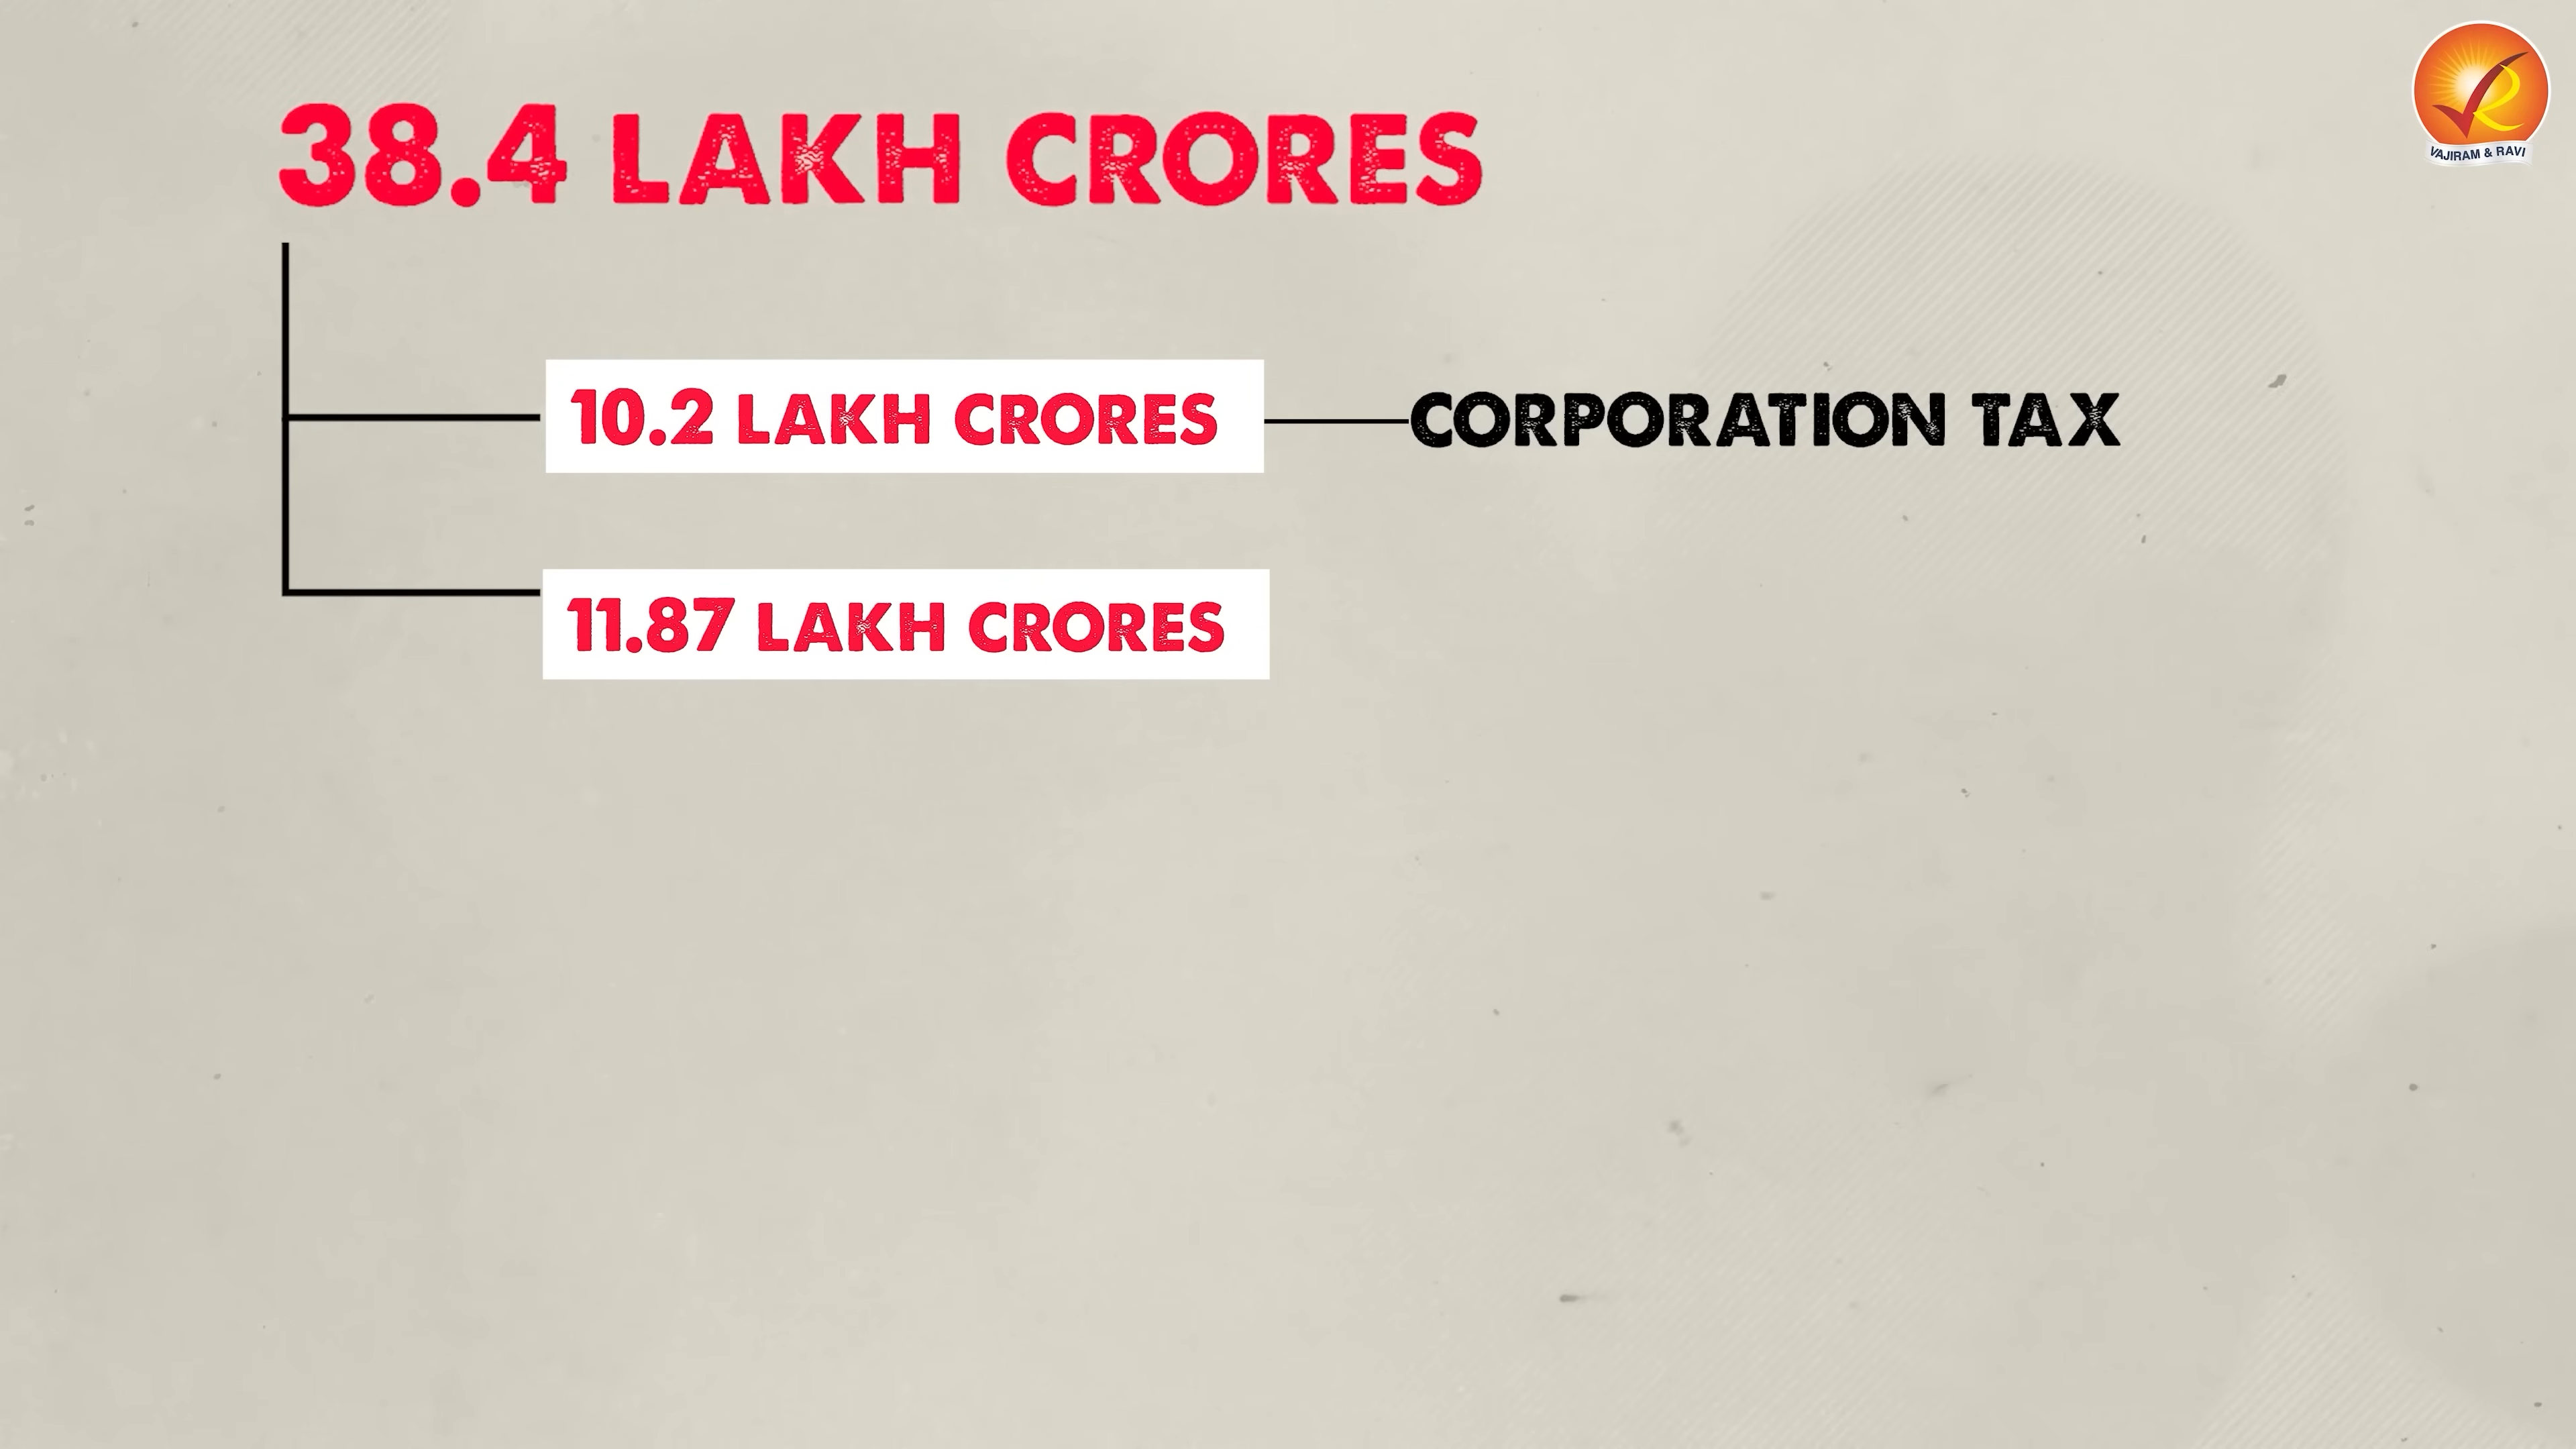 38.4 LAKH CRORES
10.2 LAKH CRORES
CORPORATION TAX
11.87 LAKH CRORES
VAJIRAM & RAVI